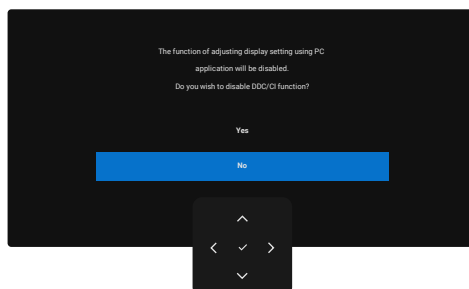 The function of adjusting display setting using PC
application will be disabled.
Do you wish to disable DDC/CI function?
Yes
No